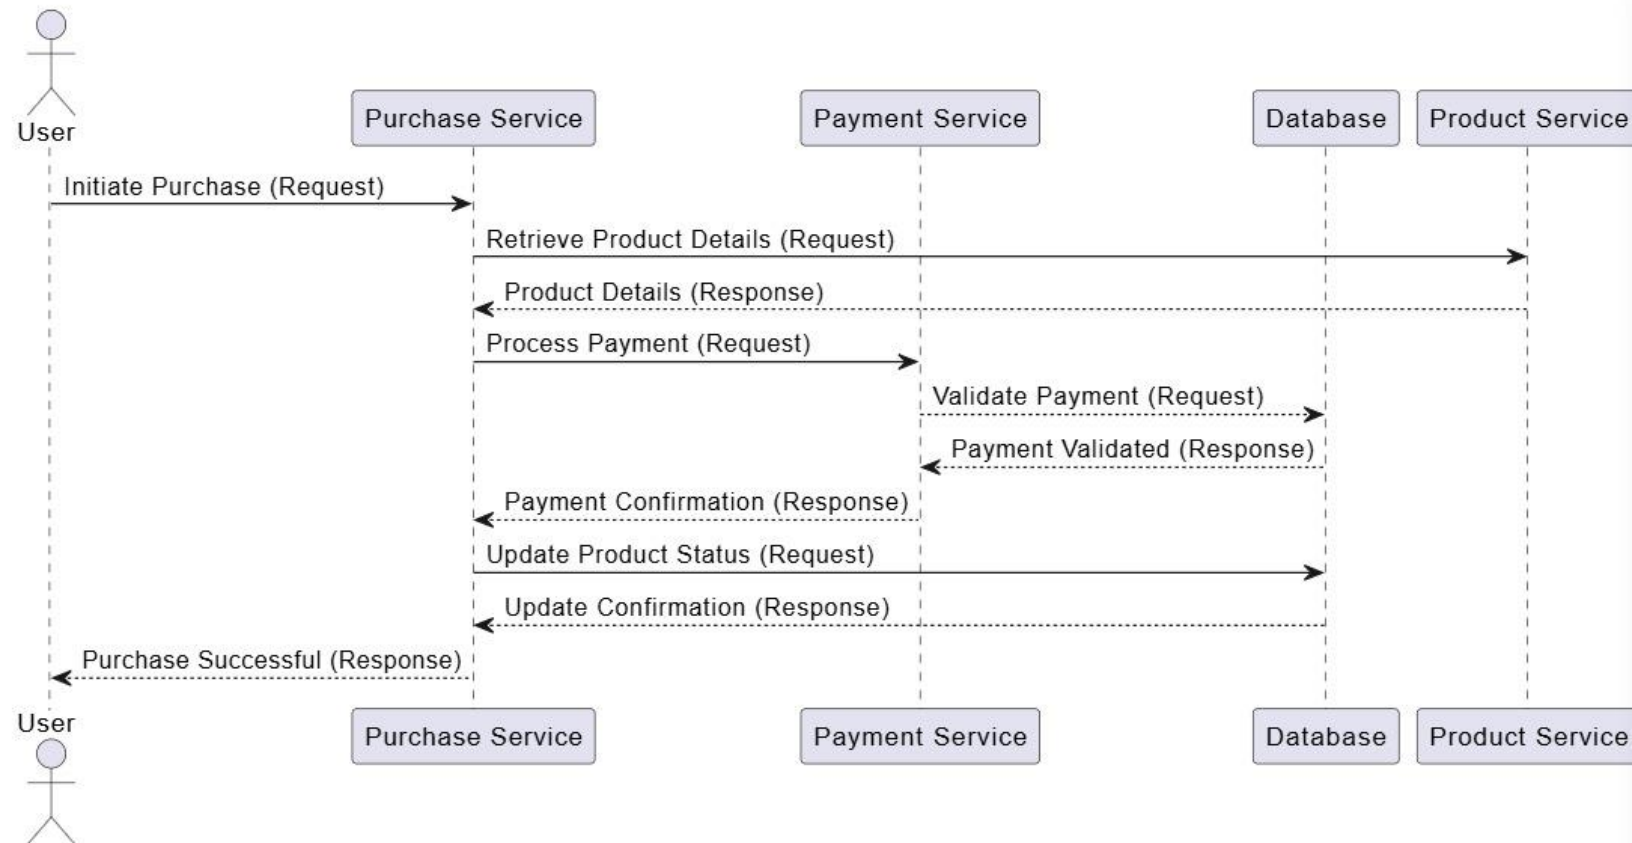 User
Purchase Service
Payment Service
Database
Product Service
Initiate Purchase (Request)
Retrieve Product Details (Request)
Product Details (Response)
Process Payment (Request)
Validate Payment (Request)
Payment Validated (Response)
Payment Confirmation (Response)
Update Product Status (Request)
Update Confirmation (Response)
Purchase Successful (Response)
User
Purchase Service
Payment Service
Database
Product Service